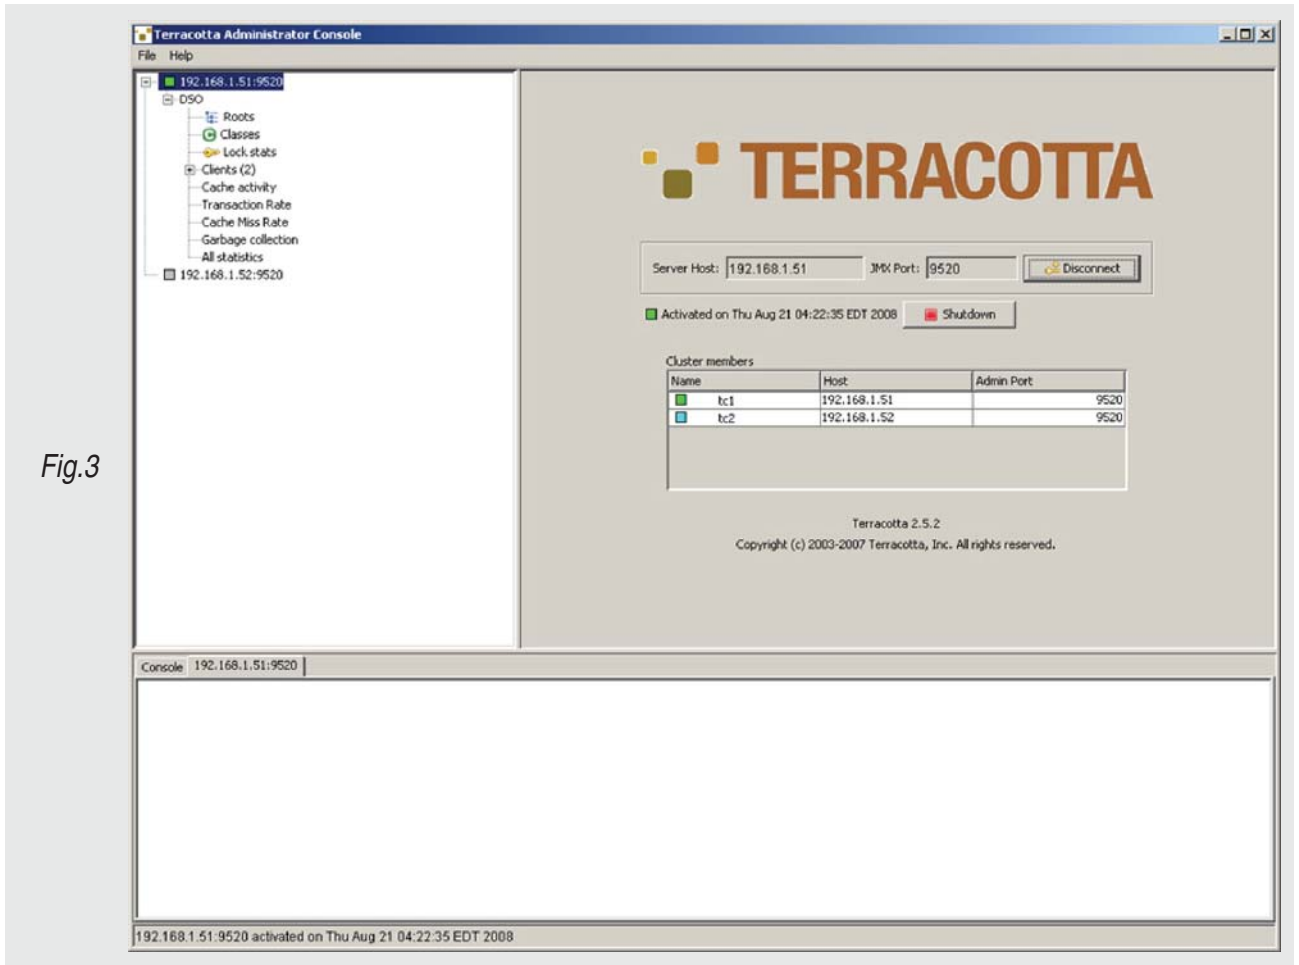 Terracotta Administrator Console
File Help
192.168.1.51:9520
DSO
Roots
Classes
Lock stats
Clients (2)
Cache activity
Transaction Rate
Cache Miss Rate
Garbage collection
All statistics
192.168.1.52:9520
TERRACOTTA
Server Host: 192.168.1.51 JMX Port: 9520 Disconnect
Activated on Thu Aug 21 04:22:35 EDT 2008 Shutdown
Cluster members
Name Host Admin Port
tc1 192.168.1.51 9520
tc2 192.168.1.52 9520
Terracotta 2.5.2
Copyright (c) 2003-2007 Terracotta, Inc. All rights reserved.
Fig.3
Console 192.168.1.51:9520
192.168.1.51:9520 activated on Thu Aug 21 04:22:35 EDT 2008